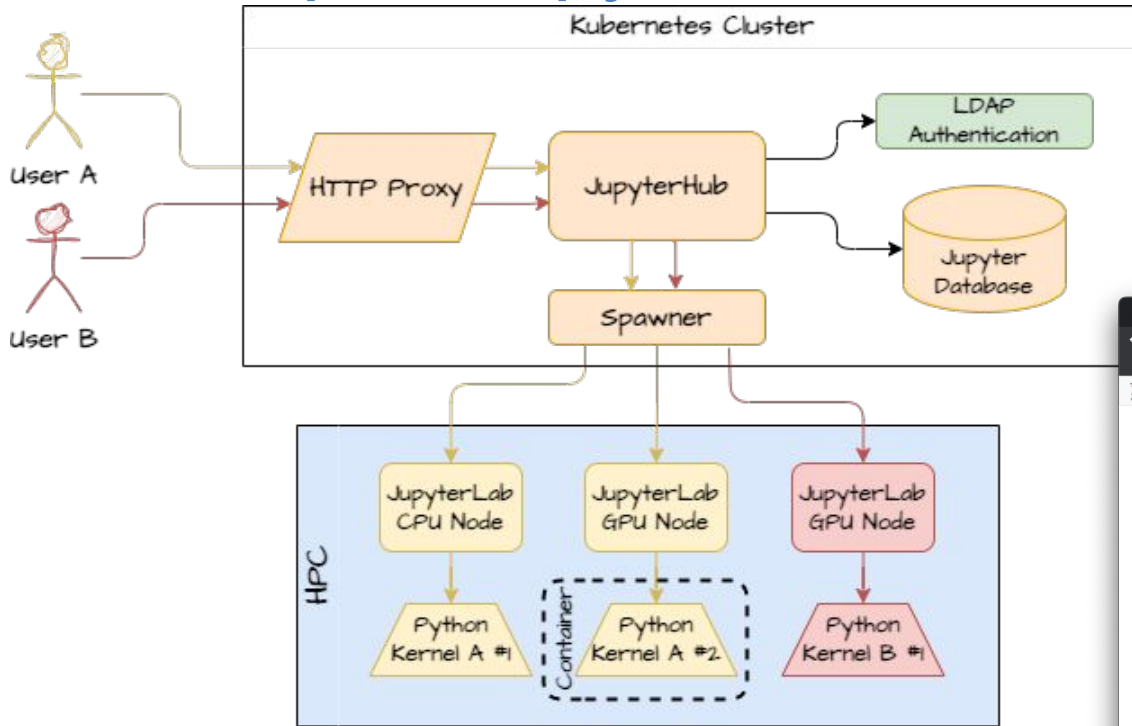 Kubernetes Cluster
User A
User B
HTTP Proxy
JupyterHub
LDAP
Authentication
Jupyter
Database
Spawner
HPC
JupyterLab
CPU Node
JupyterLab
GPU Node
JupyterLab
GPU Node
Container
Python
Kernel A #1
Python
Kernel A #2
Python
Kernel B #1